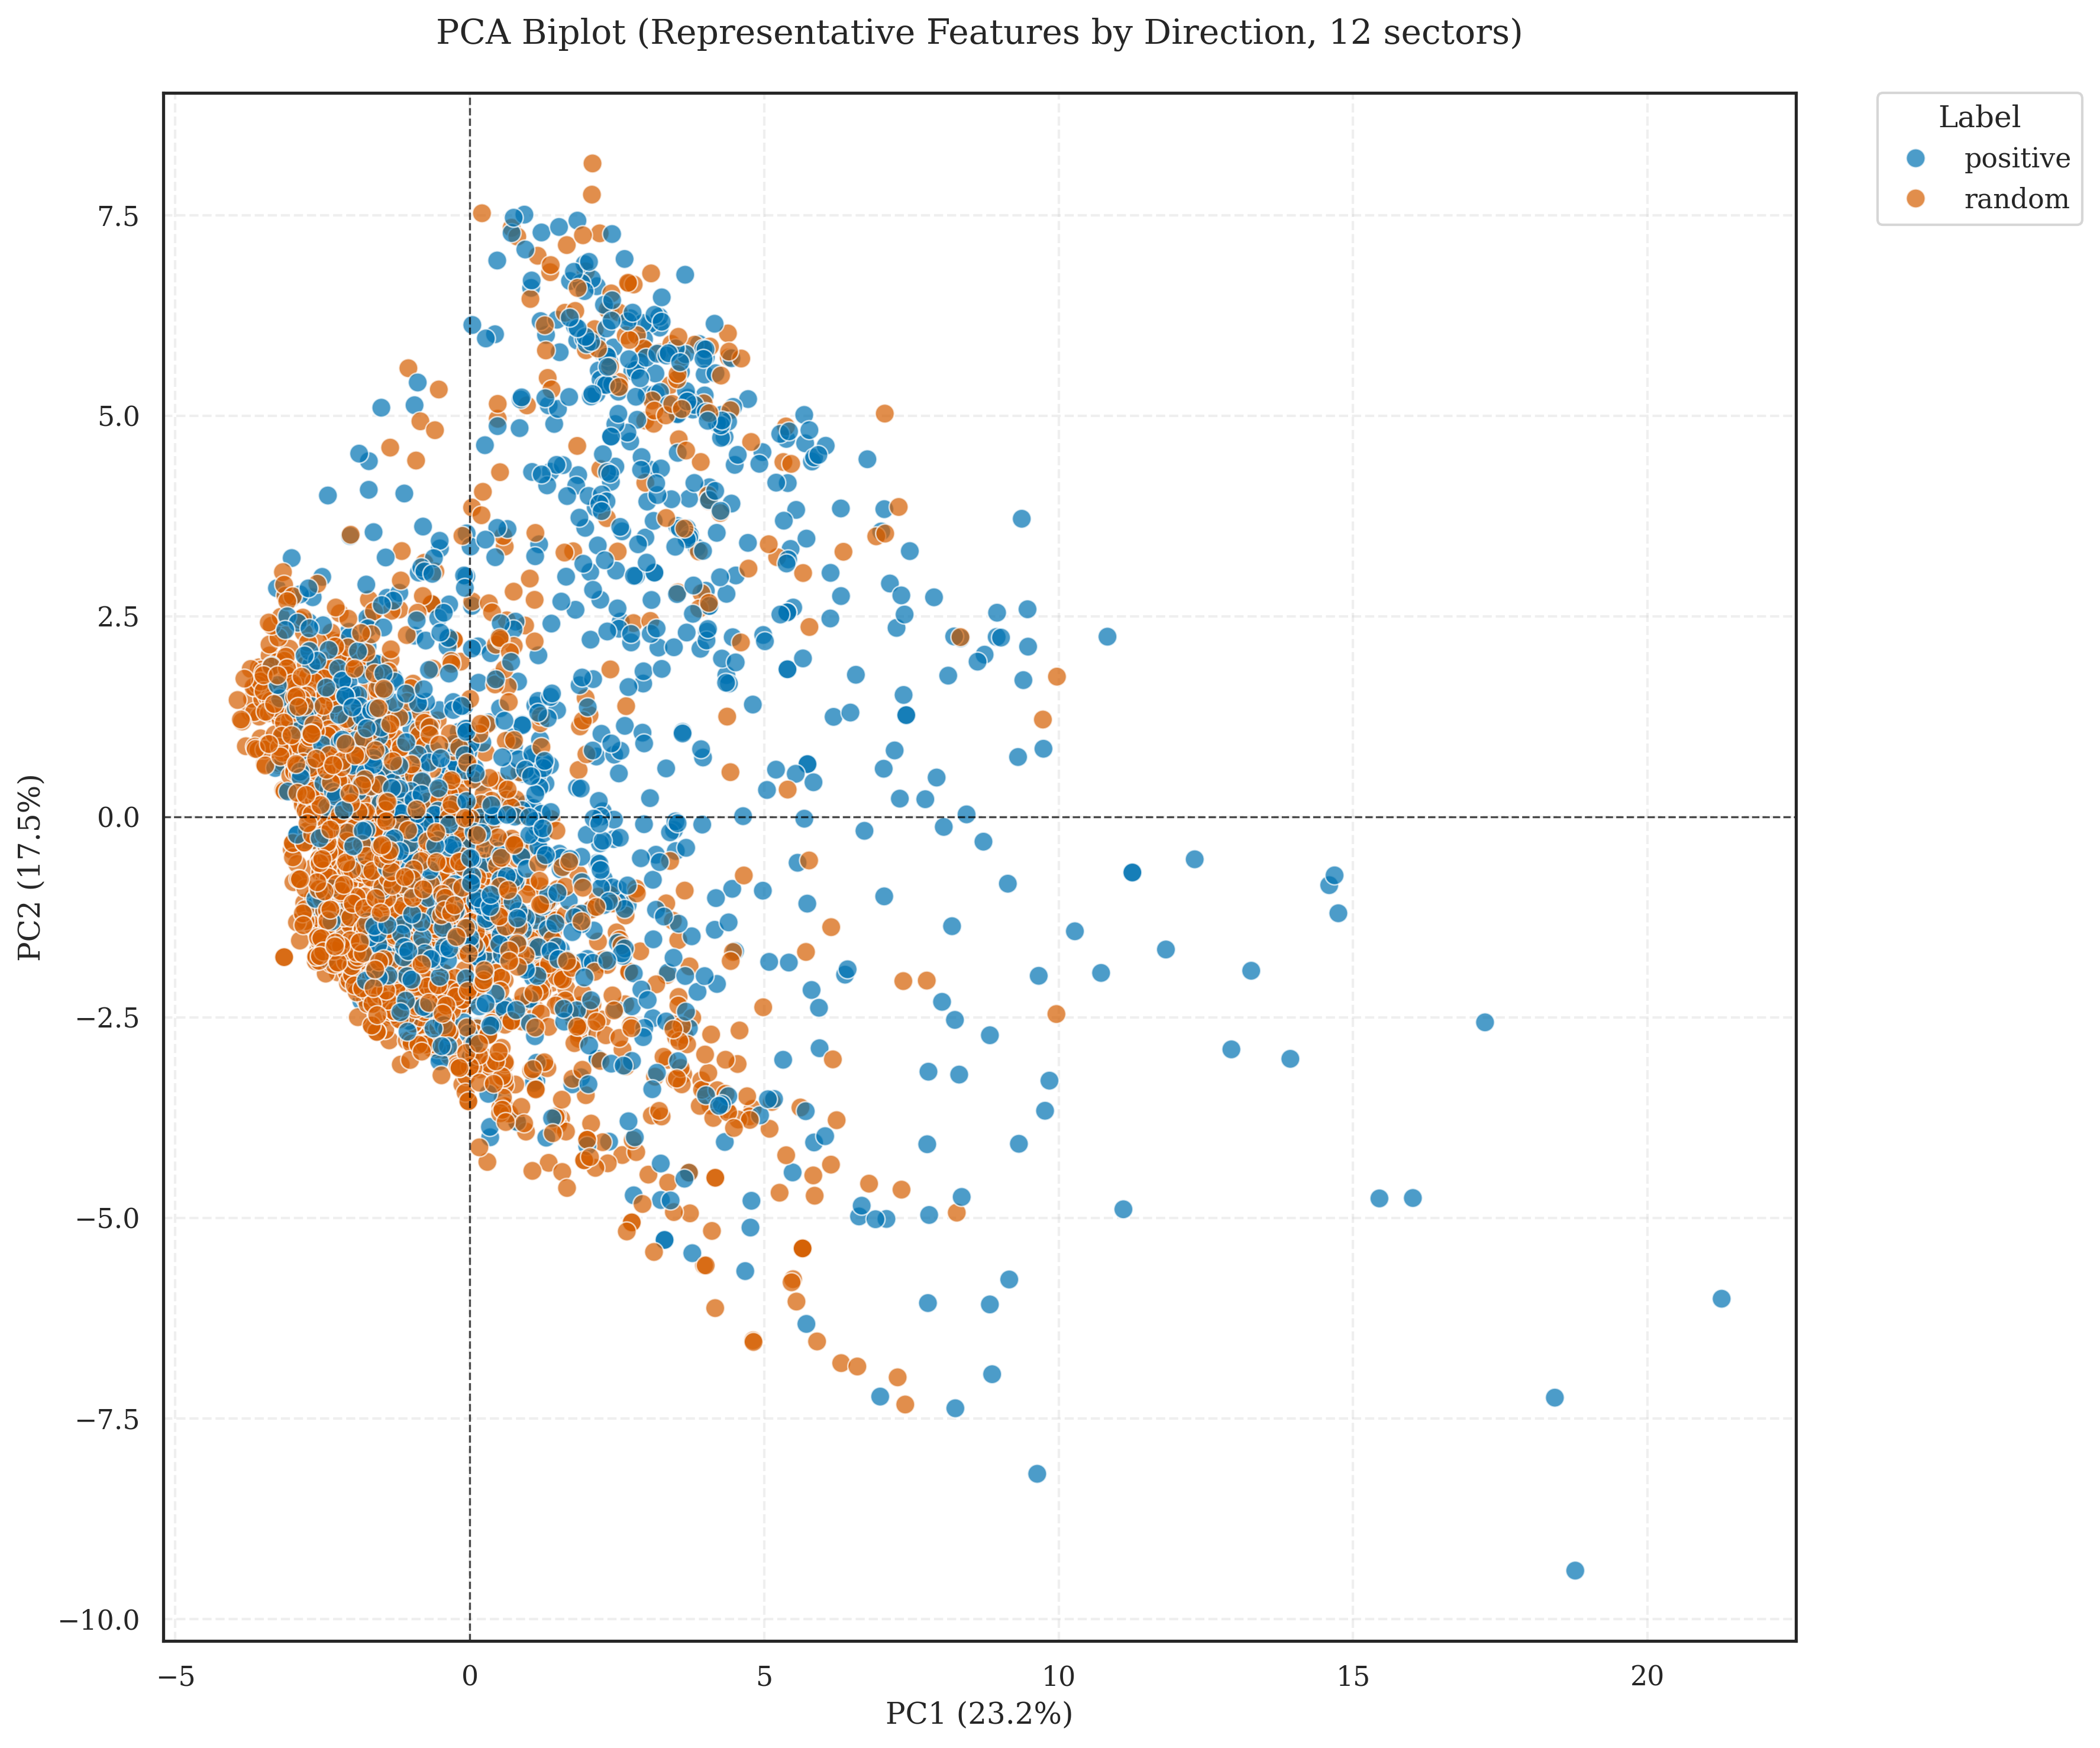 PCA Biplot (Representative Features by Direction, 12 sectors)
Label
positive
random
7.5
5.0
2.5
0.0
−2.5
−5.0
−7.5
−10.0
PC2 (17.5%)
−5
0
5
10
15
20
PC1 (23.2%)